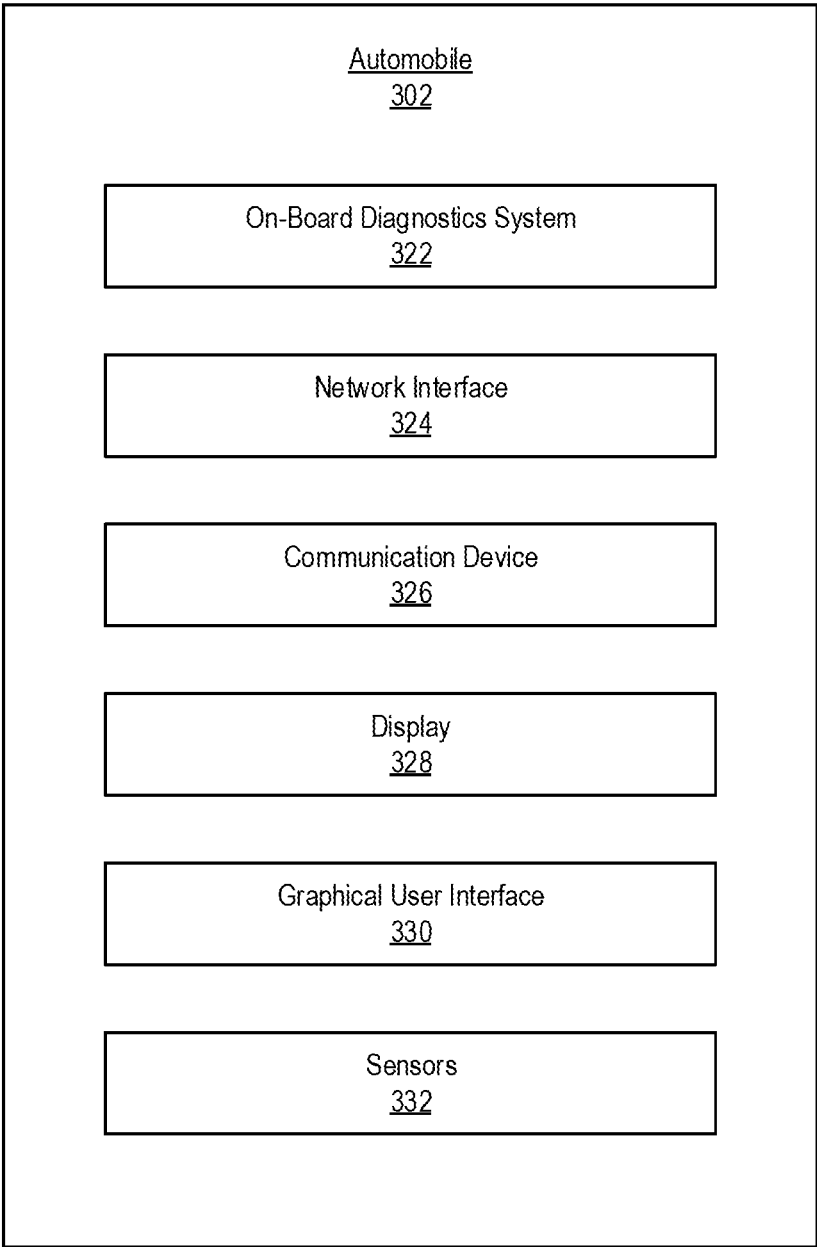 Automobile
302
On-Board Diagnostics System
322
Network Interface
324
Communication Device
326
Display
328
Graphical User Interface
330
Sensors
332